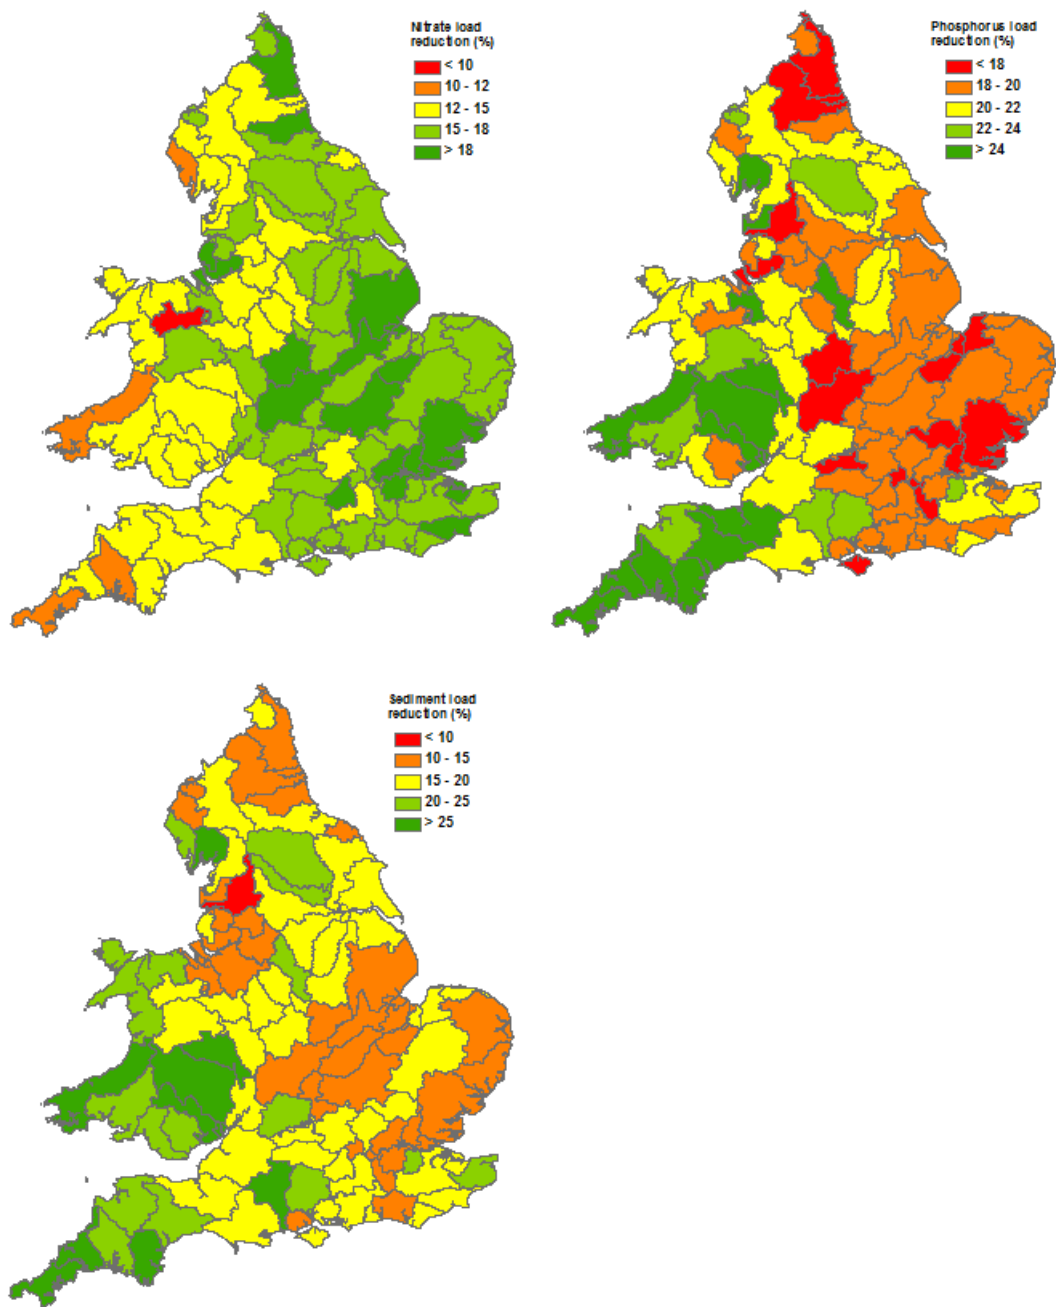 Nitrate load
reduction (%)
< 10
10 - 12
12 - 15
15 - 18
> 18
Phosphorus load
reduction (%)
< 18
18 - 20
20 - 22
22 - 24
> 24
Sediment load
reduction (%)
< 10
10 - 15
15 - 20
20 - 25
> 25